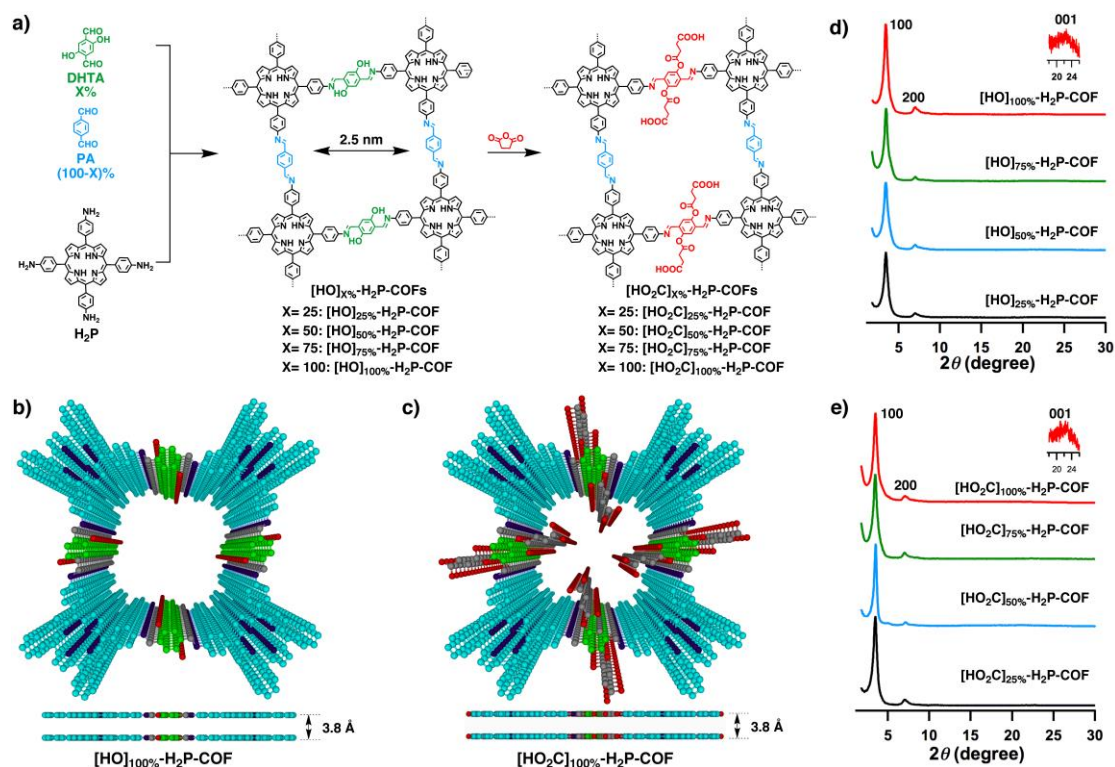 a)
CHO
OH
HO
CHO
DHTA
X%
CHO
CHO
PA
(100-X)%
NH₂
NH N
N HN
H₂N
NH₂
NH₂
H₂P
2.5 nm
[HO]X%-H₂P-COFs
X= 25: [HO]25%-H₂P-COF
X= 50: [HO]50%-H₂P-COF
X= 75: [HO]75%-H₂P-COF
X= 100: [HO]100%-H₂P-COF
COOH
HOOC
COOH
HOOC
[HO₂C]X%-H₂P-COFs
X= 25: [HO₂C]25%-H₂P-COF
X= 50: [HO₂C]50%-H₂P-COF
X= 75: [HO₂C]75%-H₂P-COF
X= 100: [HO₂C]100%-H₂P-COF
b)
3.8 Å
[HO]100%-H₂P-COF
c)
3.8 Å
[HO₂C]100%-H₂P-COF
d)
100
001
20 24
200
[HO]100%-H₂P-COF
[HO]75%-H₂P-COF
[HO]50%-H₂P-COF
[HO]25%-H₂P-COF
5 10 15 20 25 30
2θ (degree)
e)
100
001
20 24
200
[HO₂C]100%-H₂P-COF
[HO₂C]75%-H₂P-COF
[HO₂C]50%-H₂P-COF
[HO₂C]25%-H₂P-COF
5 10 15 20 25 30
2θ (degree)